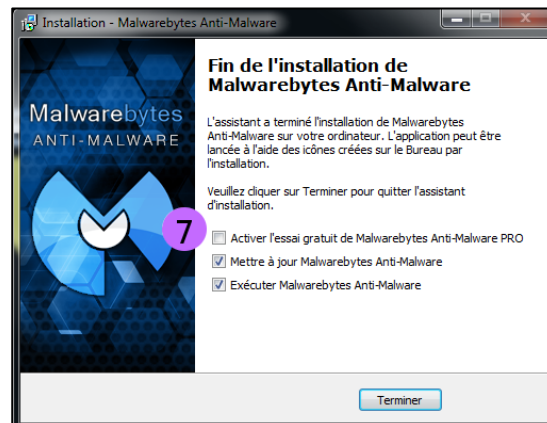 Installation - Malwarebytes Anti-Malware
Malwarebytes
ANTI-MALWARE
Fin de l'installation de
Malwarebytes Anti-Malware
L'assistant a terminé l'installation de Malwarebytes
Anti-Malware sur votre ordinateur. L'application peut être
lancée à l'aide des icônes créées sur le Bureau par
l'installation.
Veuillez cliquer sur Terminer pour quitter l'assistant
d'installation.
7
Activer l'essai gratuit de Malwarebytes Anti-Malware PRO
Mettre à jour Malwarebytes Anti-Malware
Exécuter Malwarebytes Anti-Malware
Terminer